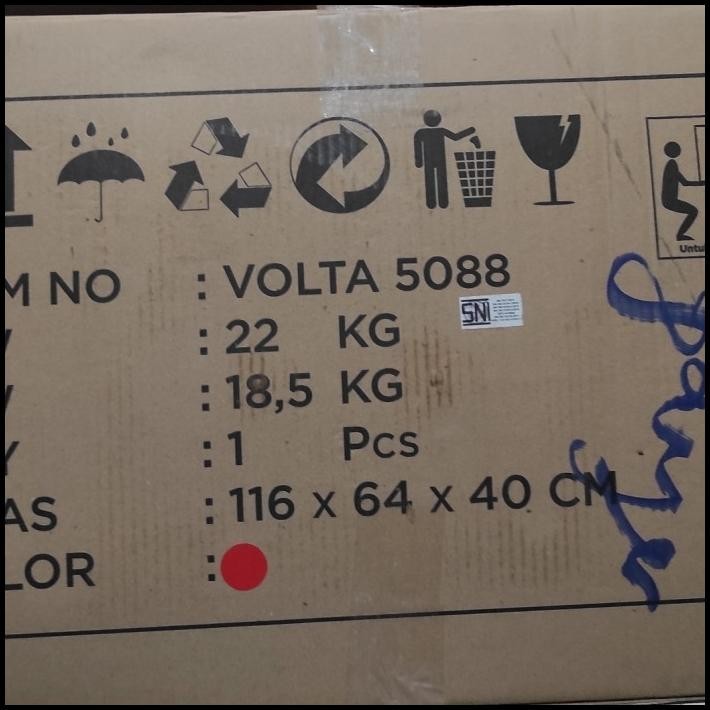 Untu
M NO : VOLTA 5088
SNI
: 22 KG
: 18,5 KG
Y : 1 Pcs
AS : 116 x 64 x 40 CM
LOR :